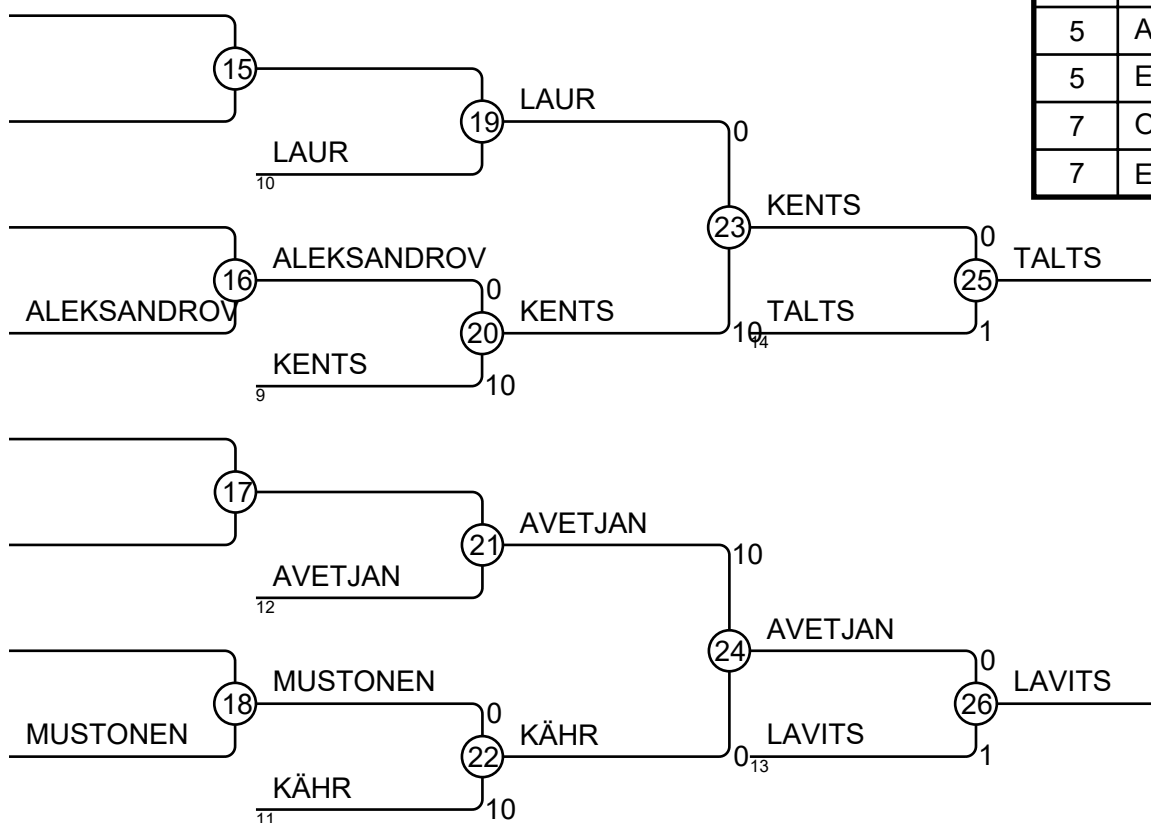 5 A
15
5 E
LAUR
19
0
7 C
LAUR
10
7 E
KENTS
23
0
ALEKSANDROV
TALTS
16
0
25
ALEKSANDROV
KENTS
10
TALTS
20
14
1
KENTS
10
9
17
AVETJAN
21
10
AVETJAN
12
AVETJAN
24
0
MUSTONEN
LAVITS
18
0
26
MUSTONEN
KÄHR
0
LAVITS
22
13
1
KÄHR
10
11